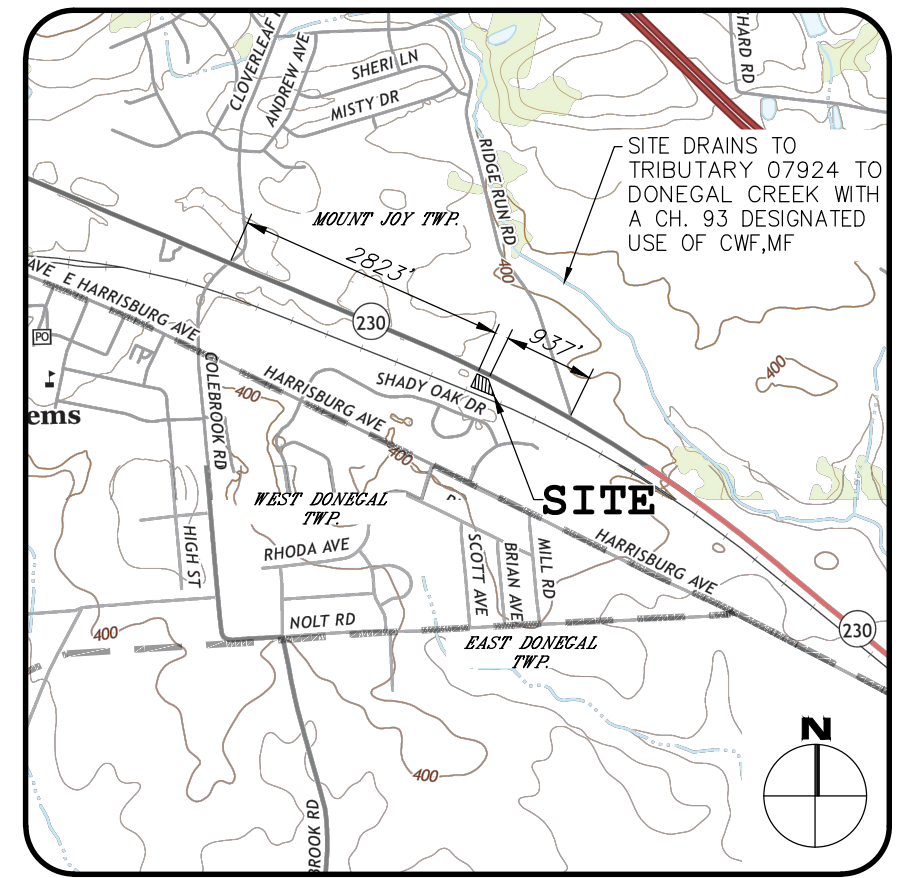 CLOVERLEAF
ANDREW AVE
SHERI LN
MISTY DR
RIDGE RUN RD
HARD RD
SITE DRAINS TO
TRIBUTARY 07924 TO
DONEGAL CREEK WITH
A CH. 93 DESIGNATED
USE OF CWF,MF
MOUNT JOY TWP.
2823'
400
937'
230
AVE
E HARRISBURG AVE
PO
ems
COLEBROOK RD
HARRISBURG AVE
SHADY OAK DR
400
400
400
SITE
WEST DONEGAL
TWP.
HIGH ST
RHODA AVE
SCOTT AVE
BRIAN AVE
MILL RD
HARRISBURG AVE
NOLT RD
400
EAST DONEGAL
TWP.
230
400
BROOK RD
N